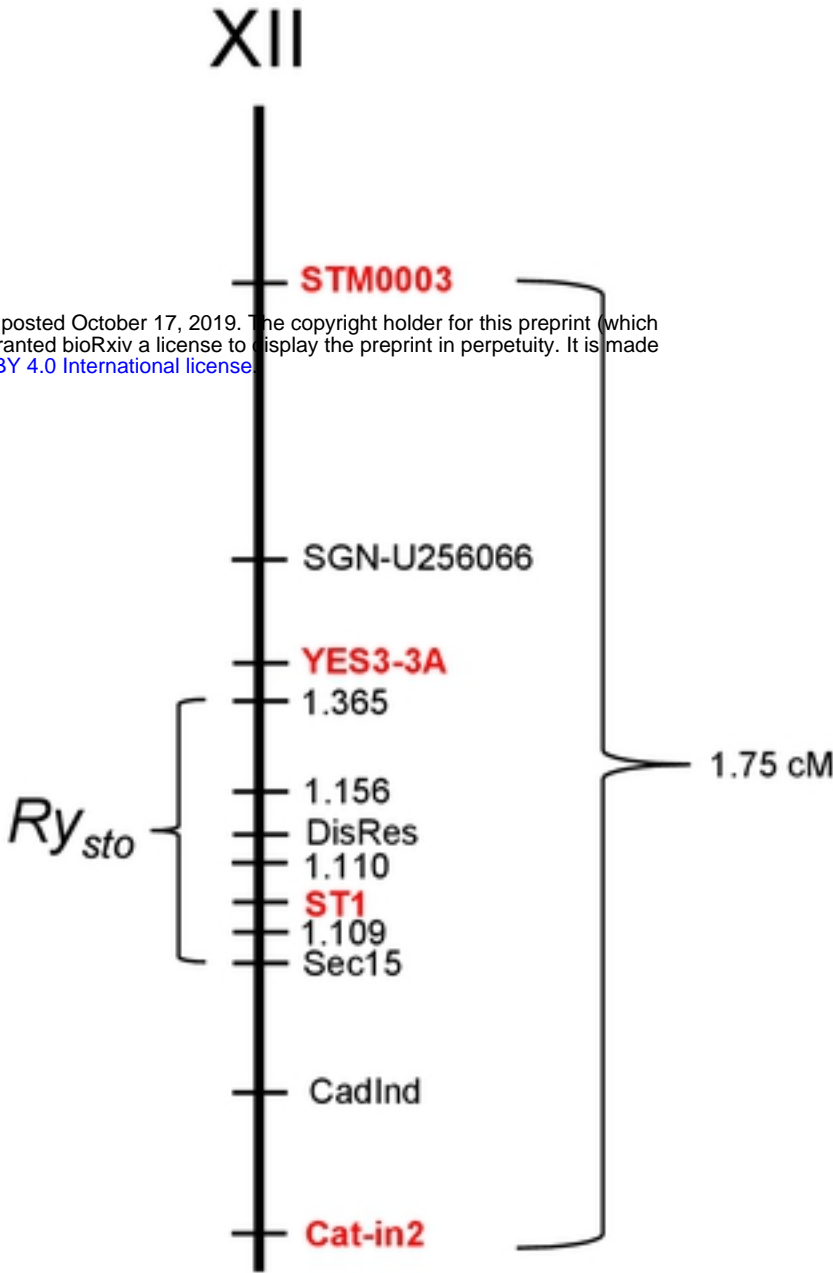 XII
STM0003
posted October 17, 2019. The copyright holder for this preprint (which
ranted bioRxiv a license to display the preprint in perpetuity. It is made
BY 4.0 International license.
SGN-U256066
YES3-3A
1.365
1.75 cM
1.156
Rysto
DisRes
1.110
ST1
1.109
Sec15
CadInd
Cat-in2